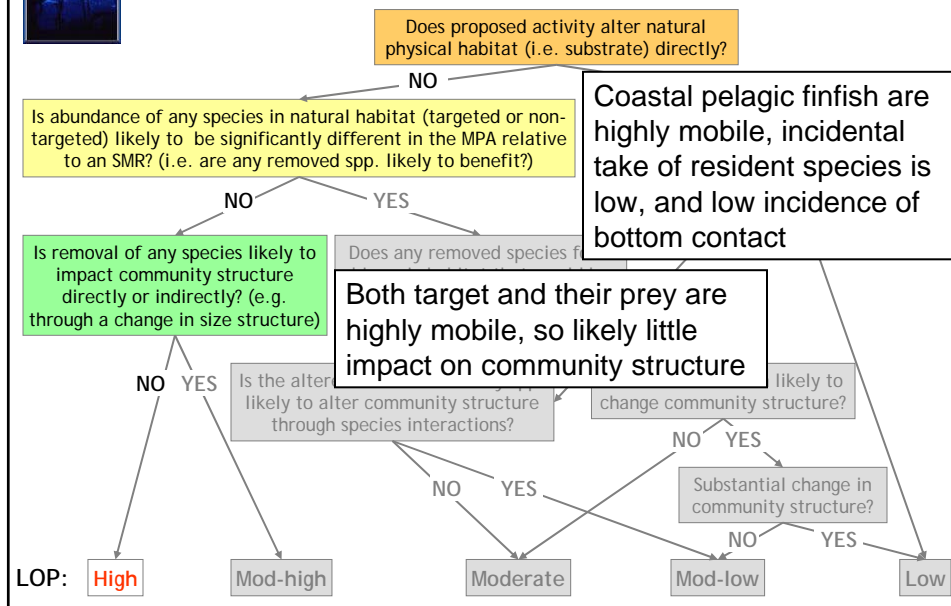 Does proposed activity alter natural
physical habitat (i.e. substrate) directly?
NO
Coastal pelagic finfish are
highly mobile, incidental
take of resident species is
low, and low incidence of
bottom contact
Is abundance of any species in natural habitat (targeted or non-
targeted) likely to be significantly different in the MPA relative
to an SMR? (i.e. are any removed spp. likely to benefit?)
NO
YES
Is removal of any species likely to
impact community structure
directly or indirectly? (e.g.
through a change in size structure)
Does any removed species
Both target and their prey are
highly mobile, so likely little
impact on community structure
NO YES
Is the
likely to alter community structure
through species interactions?
likely to
change community structure?
NO YES
NO YES
Substantial change in
community structure?
NO YES
LOP: High Mod-high Moderate Mod-low Low